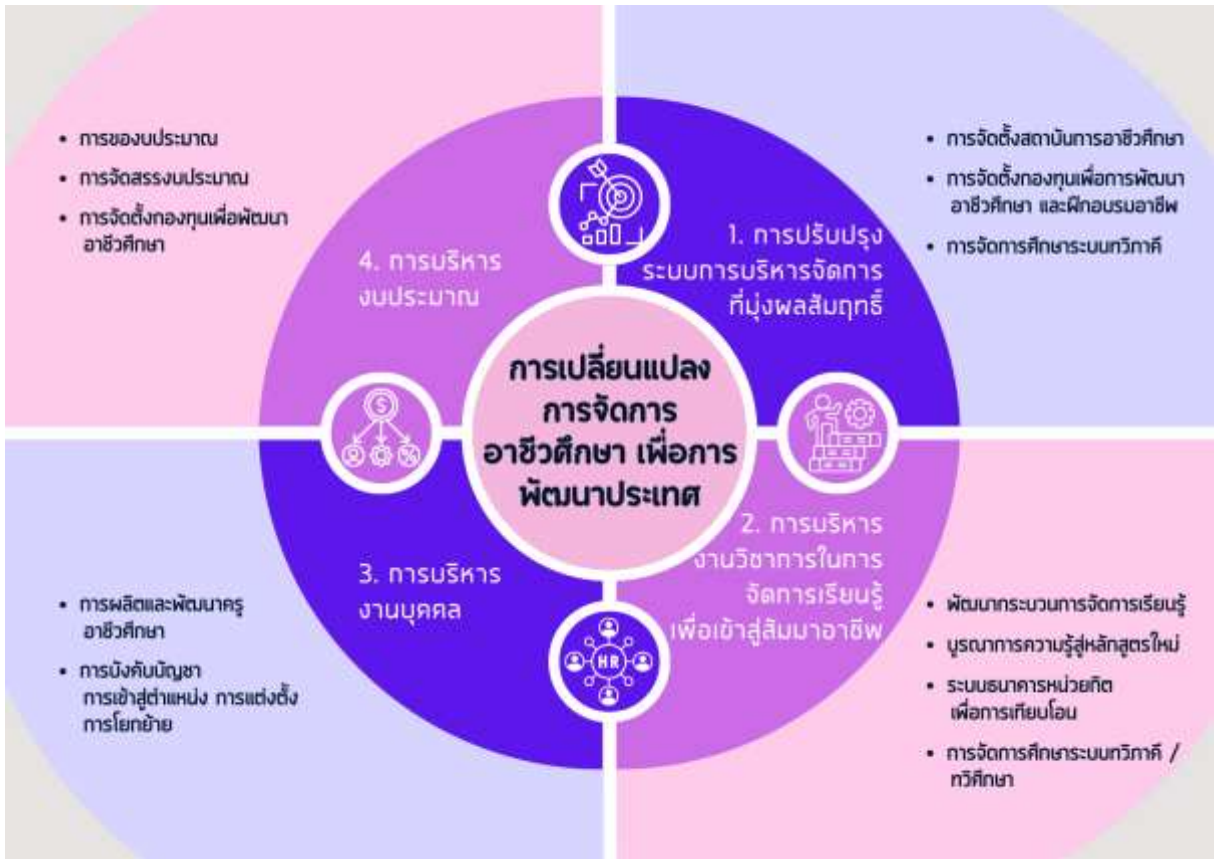 การเปลี่ยนแปลง
การจัดการ
อาชีวศึกษา เพื่อการ
พัฒนาประเทศ
1. การปรับปรุง
ระบบการบริหารจัดการ
ที่มุ่งผลสัมฤทธิ์
• การจัดตั้งสถาบันการอาชีวศึกษา
• การจัดตั้งกองทุนเพื่อการพัฒนา
อาชีวศึกษา และฝึกอบรมอาชีพ
• การจัดการศึกษาระบบทวิภาคี
2. การบริหาร
งานวิชาการในการ
จัดการเรียนรู้
เพื่อเข้าสู่สัมมาอาชีพ
• พัฒนากระบวนการจัดการเรียนรู้
• บูรณาการความรู้สู่หลักสูตรใหม่
• ระบบธนาคารหน่วยกิต
เพื่อการเทียบโอน
• การจัดการศึกษาระบบทวิภาคี /
ทวิศึกษา
3. การบริหาร
งานบุคคล
• การผลิตและพัฒนาครู
อาชีวศึกษา
• การบังคับบัญชา
การเข้าสู่ตำแหน่ง การแต่งตั้ง
การโยกย้าย
4. การบริหาร
งบประมาณ
• การของบประมาณ
• การจัดสรรงบประมาณ
• การจัดตั้งกองทุนเพื่อพัฒนา
อาชีวศึกษา
$
%
HR